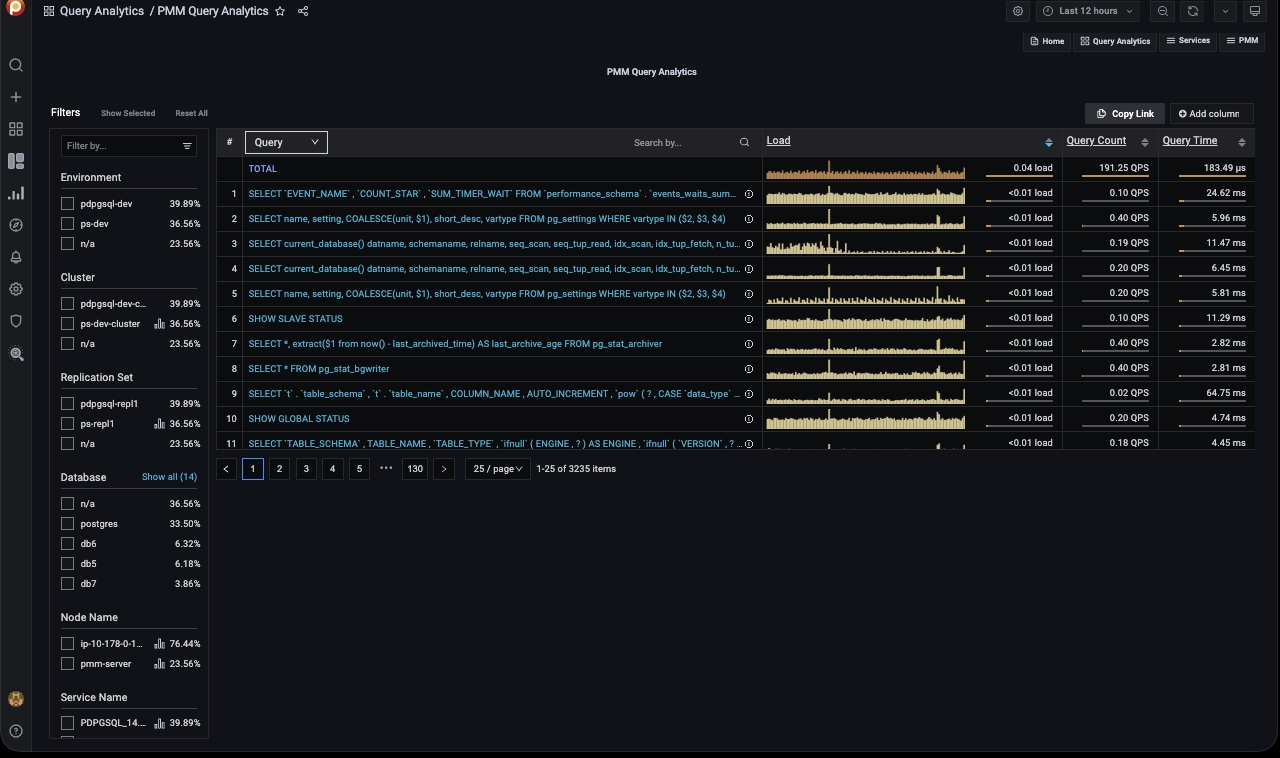 Query Analytics / PMM Query Analytics
Last 12 hours
Home
Query Analytics
Services
PMM
PMM Query Analytics
Filters
Show Selected
Reset All
Copy Link
Add column
Filter by...
Environment
pdpgsql-dev 39.89%
ps-dev 36.56%
n/a 23.56%
Cluster
pdpgsql-dev-c... 39.89%
ps-dev-cluster 36.56%
n/a 23.56%
Replication Set
pdpgsql-repl1 39.89%
ps-repl1 36.56%
n/a 23.56%
Database Show all (14)
n/a 36.56%
postgres 33.50%
db6 6.32%
db5 6.18%
db7 3.86%
Node Name
ip-10-178-0-1... 76.44%
pmm-server 23.56%
Service Name
PDPGSQL_14.... 39.89%
# Query Search by... Load Query Count Query Time
TOTAL 0.04 load 191.25 QPS 183.49 µs
1 SELECT `EVENT_NAME` , `COUNT_STAR` , `SUM_TIMER_WAIT` FROM `performance_schema` . `events_waits_sum... <0.01 load 0.10 QPS 24.62 ms
2 SELECT name, setting, COALESCE(unit, $1), short_desc, vartype FROM pg_settings WHERE vartype IN ($2, $3, $4) <0.01 load 0.40 QPS 5.96 ms
3 SELECT current_database() datname, schemaname, relname, seq_scan, seq_tup_read, idx_scan, idx_tup_fetch, n_tu... <0.01 load 0.19 QPS 11.47 ms
4 SELECT current_database() datname, schemaname, relname, seq_scan, seq_tup_read, idx_scan, idx_tup_fetch, n_tu... <0.01 load 0.20 QPS 6.45 ms
5 SELECT name, setting, COALESCE(unit, $1), short_desc, vartype FROM pg_settings WHERE vartype IN ($2, $3, $4) <0.01 load 0.20 QPS 5.81 ms
6 SHOW SLAVE STATUS <0.01 load 0.10 QPS 11.29 ms
7 SELECT *, extract($1 from now() - last_archived_time) AS last_archive_age FROM pg_stat_archiver <0.01 load 0.40 QPS 2.82 ms
8 SELECT * FROM pg_stat_bgwriter <0.01 load 0.40 QPS 2.81 ms
9 SELECT `t` . `table_schema` , `t` . `table_name` , COLUMN_NAME , AUTO_INCREMENT , `pow` ( ? , CASE `data_type` ... <0.01 load 0.02 QPS 64.75 ms
10 SHOW GLOBAL STATUS <0.01 load 0.20 QPS 4.74 ms
11 SELECT `TABLE_SCHEMA` , TABLE_NAME , `TABLE_TYPE` , `ifnull` ( ENGINE , ? ) AS ENGINE , `ifnull` ( `VERSION` , ? ... <0.01 load 0.18 QPS 4.45 ms
< 1 2 3 4 5 ••• 130 > 25 / page 1-25 of 3235 items